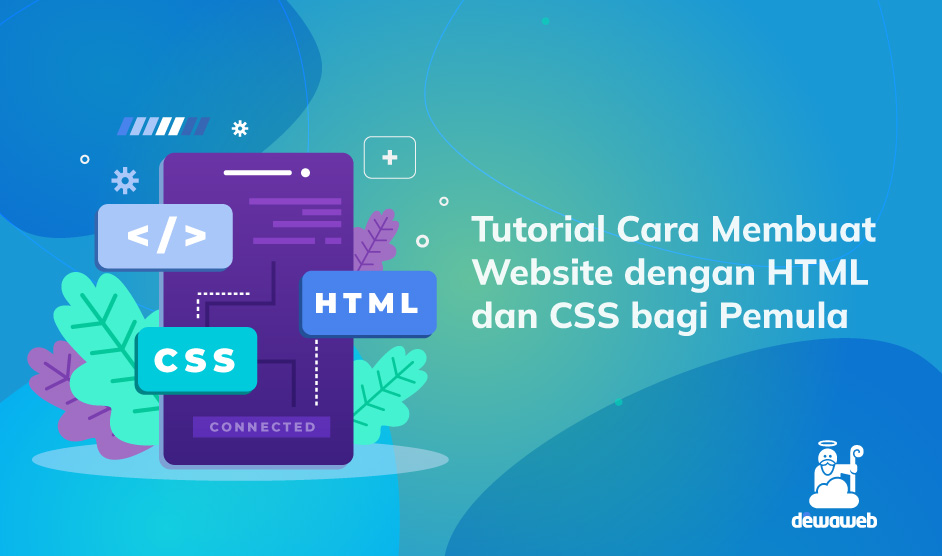 </>
HTML
CSS
CONNECTED
Tutorial Cara Membuat
Website dengan HTML
dan CSS bagi Pemula
dewaweb